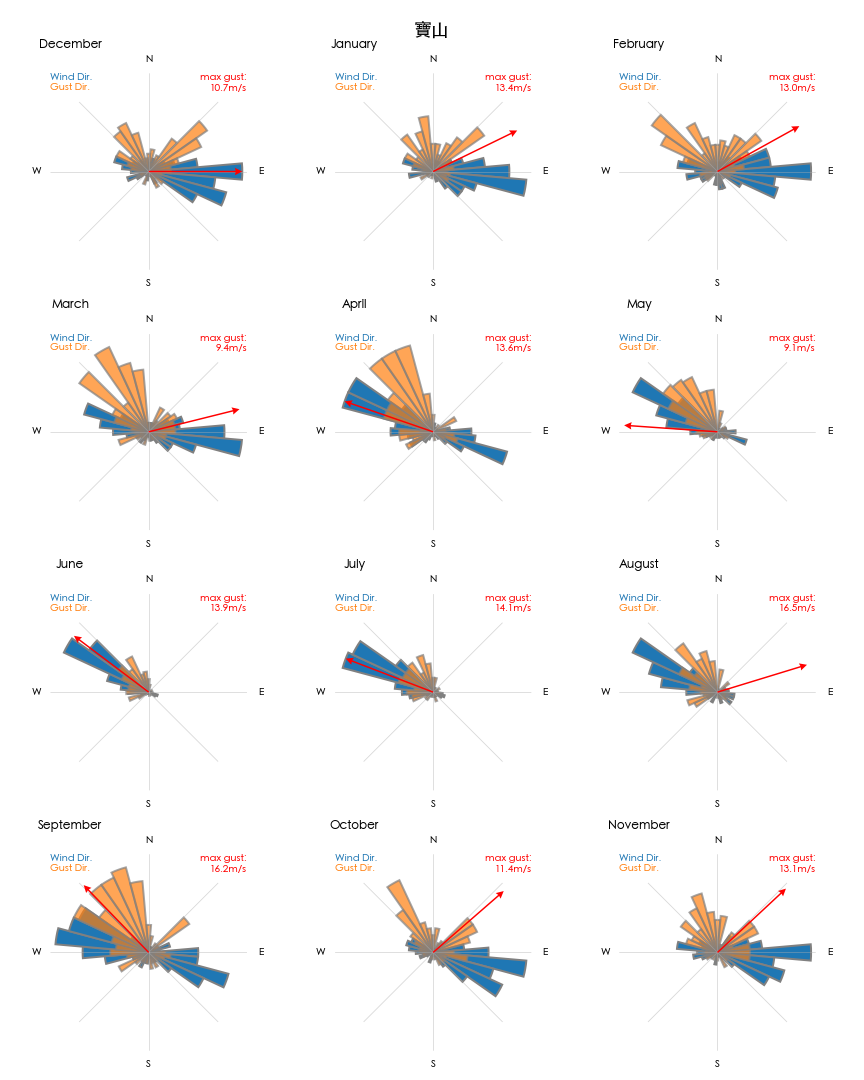 寶山
December
N
Wind Dir.
Gust Dir.
max gust:
10.7m/s
W
E
S
January
N
Wind Dir.
Gust Dir.
max gust:
13.4m/s
W
E
S
February
N
Wind Dir.
Gust Dir.
max gust:
13.0m/s
W
E
S
March
N
Wind Dir.
Gust Dir.
max gust:
9.4m/s
W
E
S
April
N
Wind Dir.
Gust Dir.
max gust:
13.6m/s
W
E
S
May
N
Wind Dir.
Gust Dir.
max gust:
9.1m/s
W
E
S
June
N
Wind Dir.
Gust Dir.
max gust:
13.9m/s
W
E
S
July
N
Wind Dir.
Gust Dir.
max gust:
14.1m/s
W
E
S
August
N
Wind Dir.
Gust Dir.
max gust:
16.5m/s
W
E
S
September
N
Wind Dir.
Gust Dir.
max gust:
16.2m/s
W
E
S
October
N
Wind Dir.
Gust Dir.
max gust:
11.4m/s
W
E
S
November
N
Wind Dir.
Gust Dir.
max gust:
13.1m/s
W
E
S